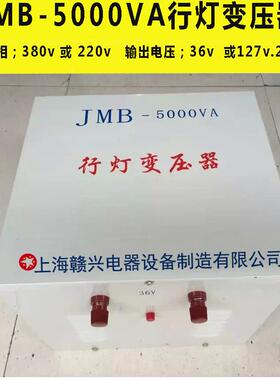 JMB-5000VA行灯变压器
相；380v 或 220v 输出电压；36v 或127v.2
JMB - 5000VA
行灯变压器
上海赣兴电器设备制造有限公司
36V